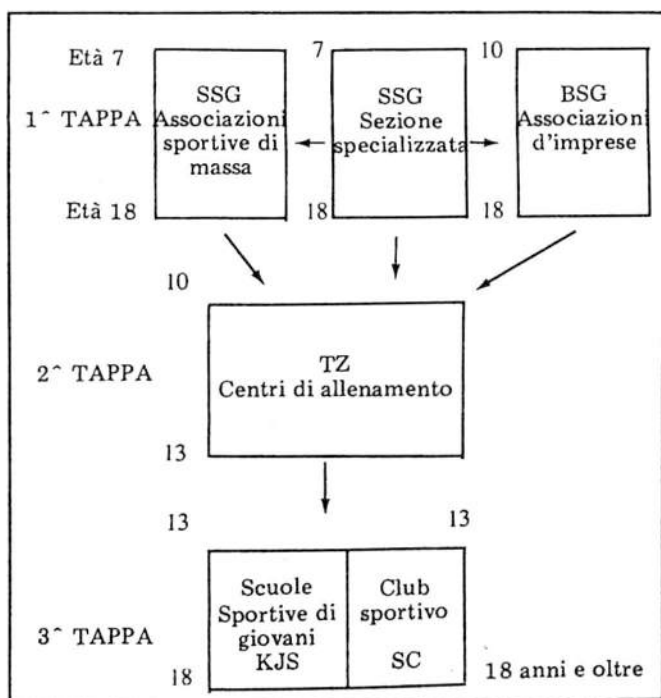 Età 7
7
10
SSG
Associazioni
sportive di
massa
SSG
Sezione
specializzata
BSG
Associazioni
d'imprese
1^ TAPPA
Età 18
18
18
10
TZ
Centri di allenamento
2^ TAPPA
13
13
13
Scuole
Sportive di
giovani
KJS
Club
sportivo
SC
3^ TAPPA
18
18 anni e oltre